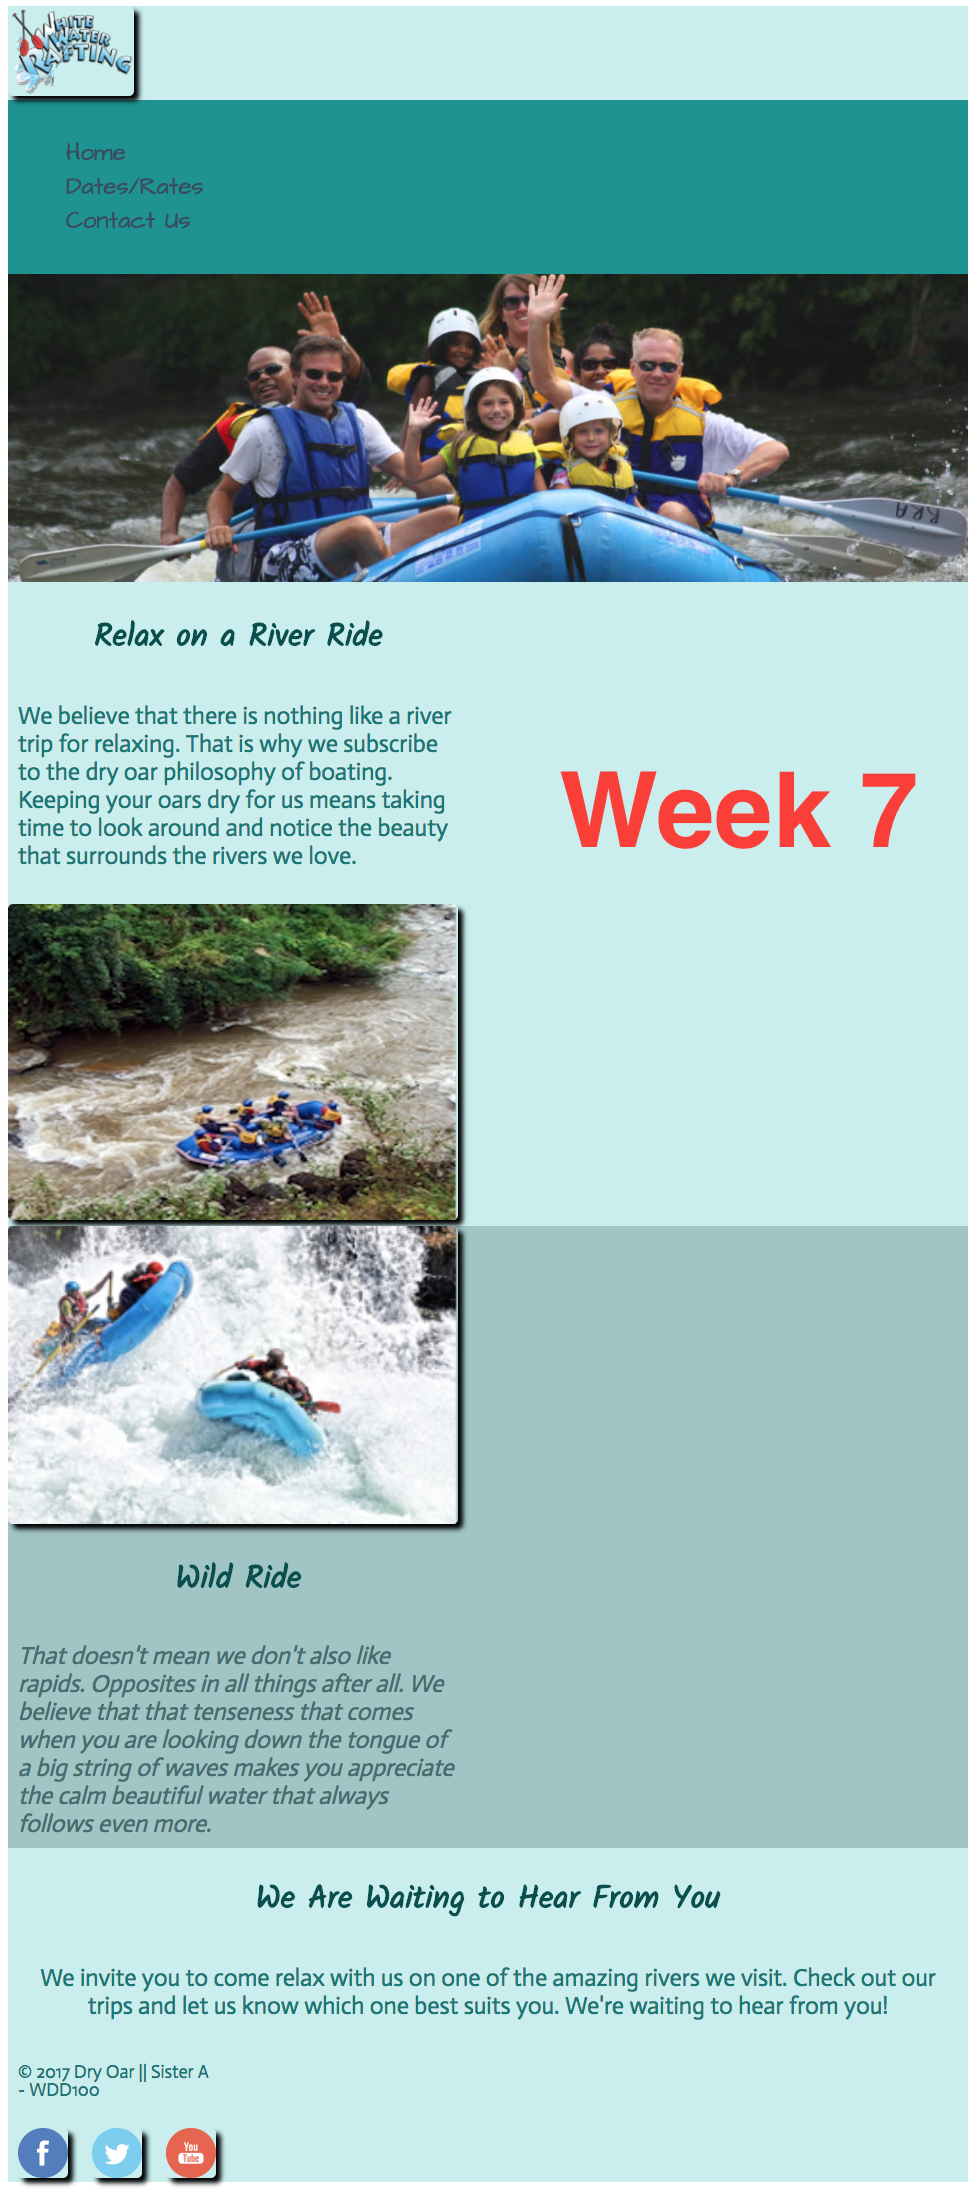 WHITE
WATER
RAFTING
Home
Dates/Rates
Contact Us
RRA
Relax on a River Ride
We believe that there is nothing like a river
trip for relaxing. That is why we subscribe
to the dry oar philosophy of boating.
Keeping your oars dry for us means taking
time to look around and notice the beauty
that surrounds the rivers we love.
Week 7
Wild Ride
That doesn't mean we don't also like
rapids. Opposites in all things after all. We
believe that that tenseness that comes
when you are looking down the tongue of
a big string of waves makes you appreciate
the calm beautiful water that always
follows even more.
We Are Waiting to Hear From You
We invite you to come relax with us on one of the amazing rivers we visit. Check out our
trips and let us know which one best suits you. We're waiting to hear from you!
© 2017 Dry Oar || Sister A
- WDD100
f
You
Tube